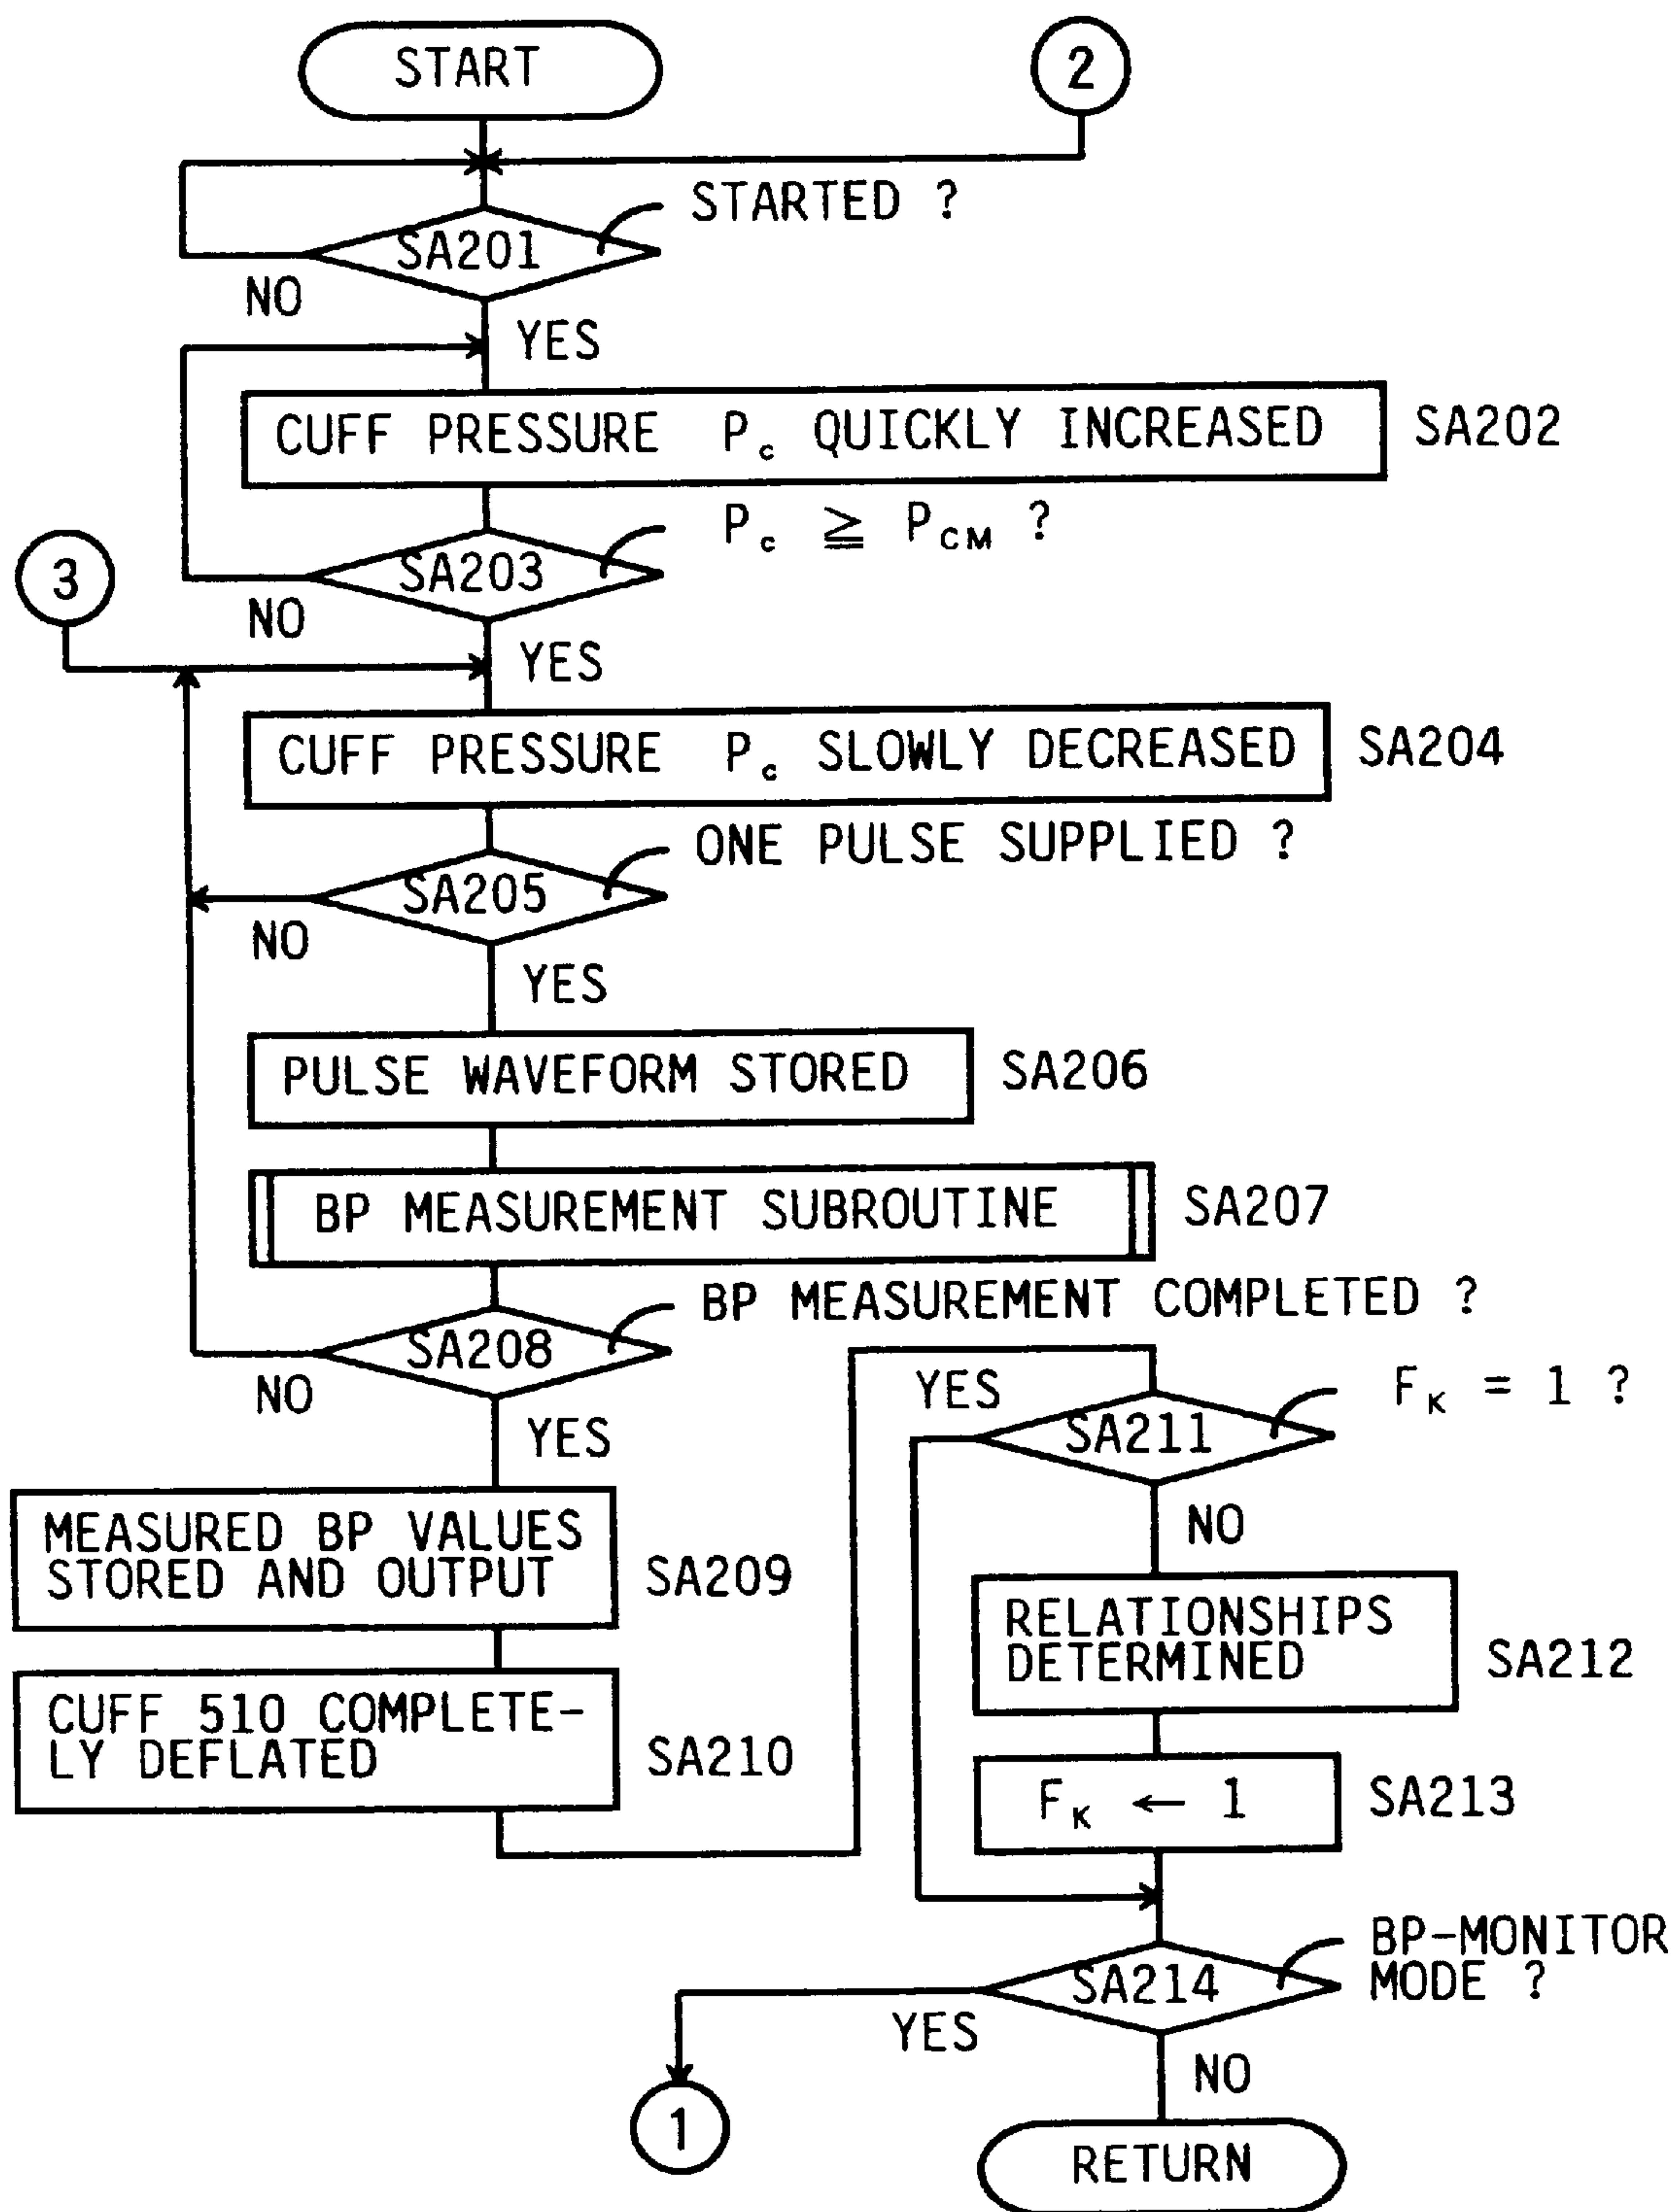 START
2
STARTED ?
SA201
NO
YES
CUFF PRESSURE Pc QUICKLY INCREASED
SA202
Pc ≧ PCM ?
SA203
3
NO
YES
CUFF PRESSURE Pc SLOWLY DECREASED
SA204
ONE PULSE SUPPLIED ?
SA205
NO
YES
PULSE WAVEFORM STORED
SA206
BP MEASUREMENT SUBROUTINE
SA207
BP MEASUREMENT COMPLETED ?
SA208
NO
YES
MEASURED BP VALUES
STORED AND OUTPUT
SA209
CUFF 510 COMPLETE-
LY DEFLATED
SA210
FK = 1 ?
YES
SA211
NO
RELATIONSHIPS
DETERMINED
SA212
FK ← 1
SA213
BP-MONITOR
MODE ?
SA214
YES
NO
1
RETURN